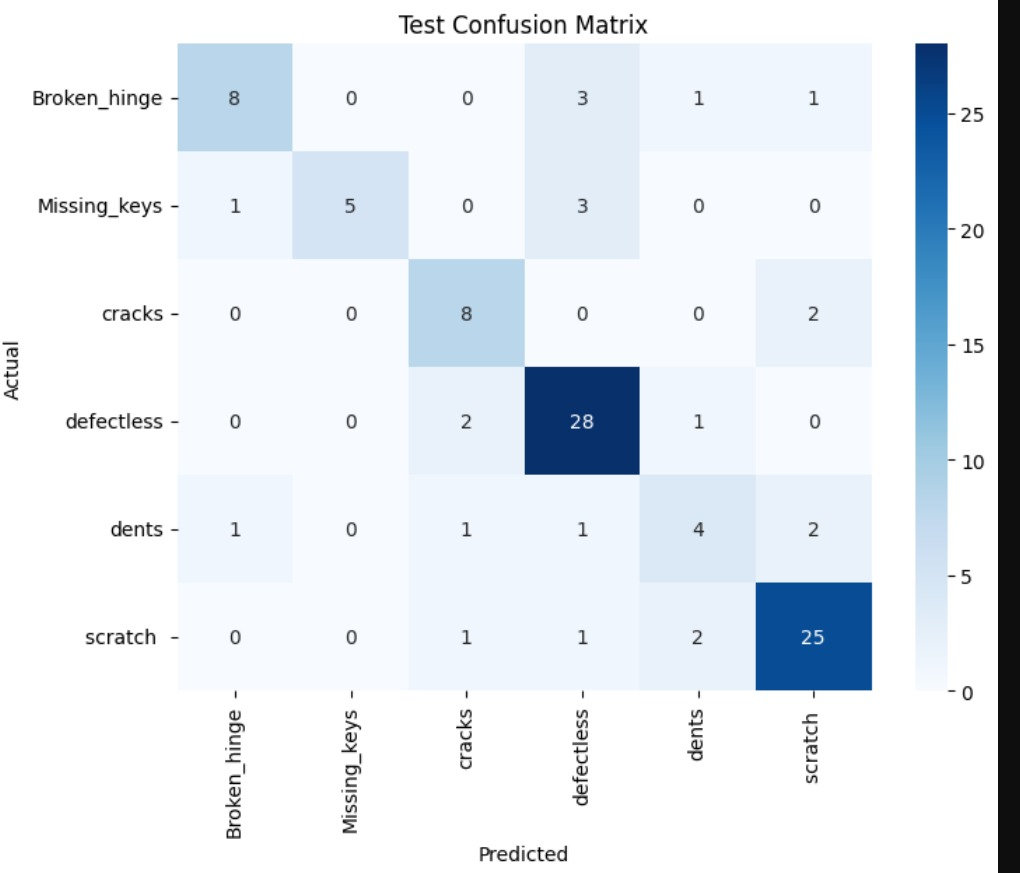 Test Confusion Matrix
Broken_hinge 8 0 0 3 1 1
Missing_keys 1 5 0 3 0 0
cracks 0 0 8 0 0 2
defectless 0 0 2 28 1 0
dents 1 0 1 1 4 2
scratch 0 0 1 1 2 25
Actual
Broken_hinge Missing_keys cracks defectless dents scratch
Predicted
25
20
15
10
5
0